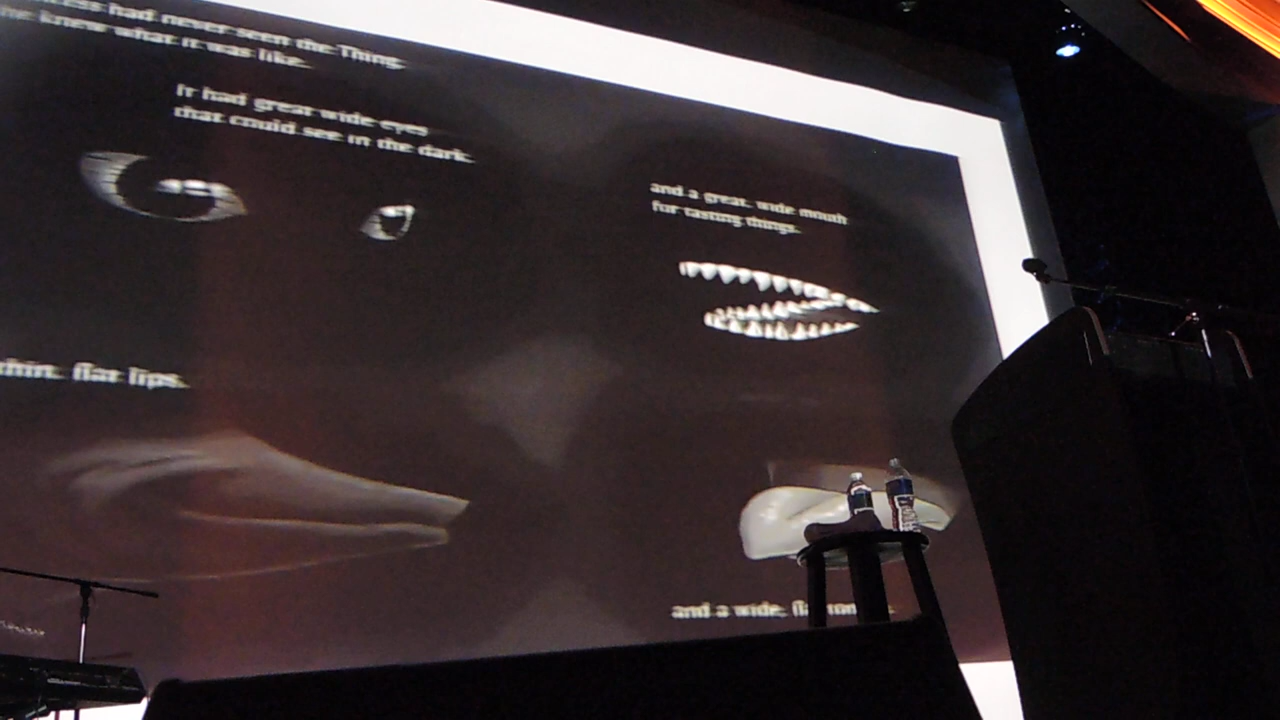 had never seen the Thing,
knew what it was like.
It had great wide eyes
that could see in the dark.
and a great, wide mouth
for tasting things.
thin, flat lips.
and a wide, flat